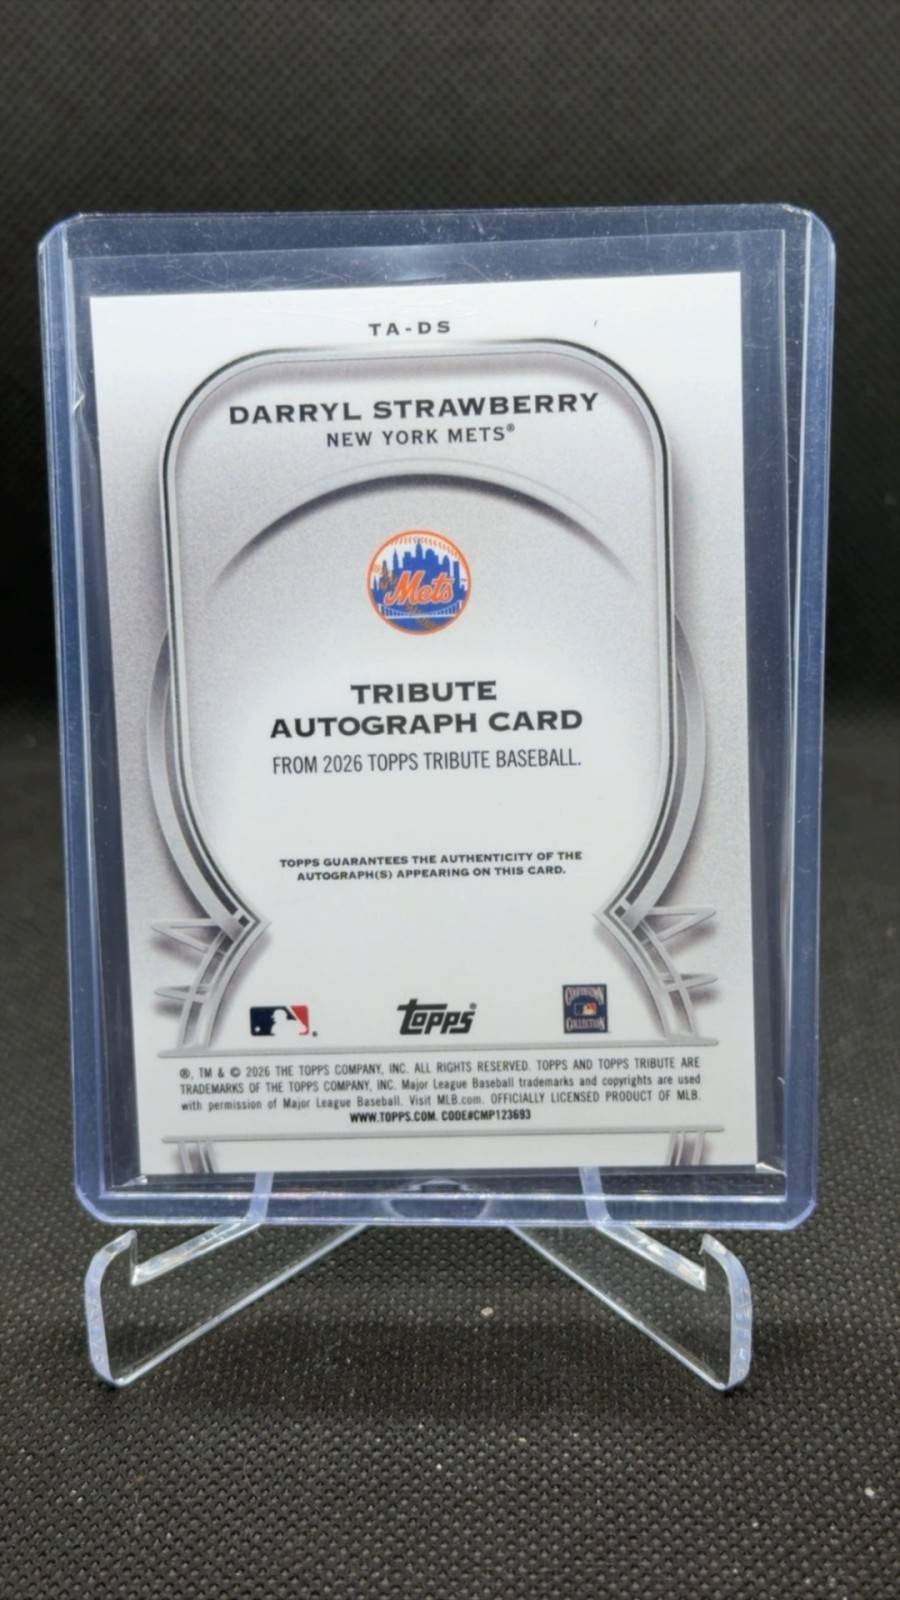 TA-DS
DARRYL STRAWBERRY
NEW YORK METS®
Mets
TRIBUTE
AUTOGRAPH CARD
FROM 2026 TOPPS TRIBUTE BASEBALL.
TOPPS GUARANTEES THE AUTHENTICITY OF THE
AUTOGRAPH(S) APPEARING ON THIS CARD.
topps®
COOPERSTOWN
COLLECTION
®, TM & © 2026 THE TOPPS COMPANY, INC. ALL RIGHTS RESERVED. TOPPS AND TOPPS TRIBUTE ARE
TRADEMARKS OF THE TOPPS COMPANY, INC. Major League Baseball trademarks and copyrights are used
with permission of Major League Baseball. Visit MLB.com. OFFICIALLY LICENSED PRODUCT OF MLB.
WWW.TOPPS.COM. CODE#CMP123693